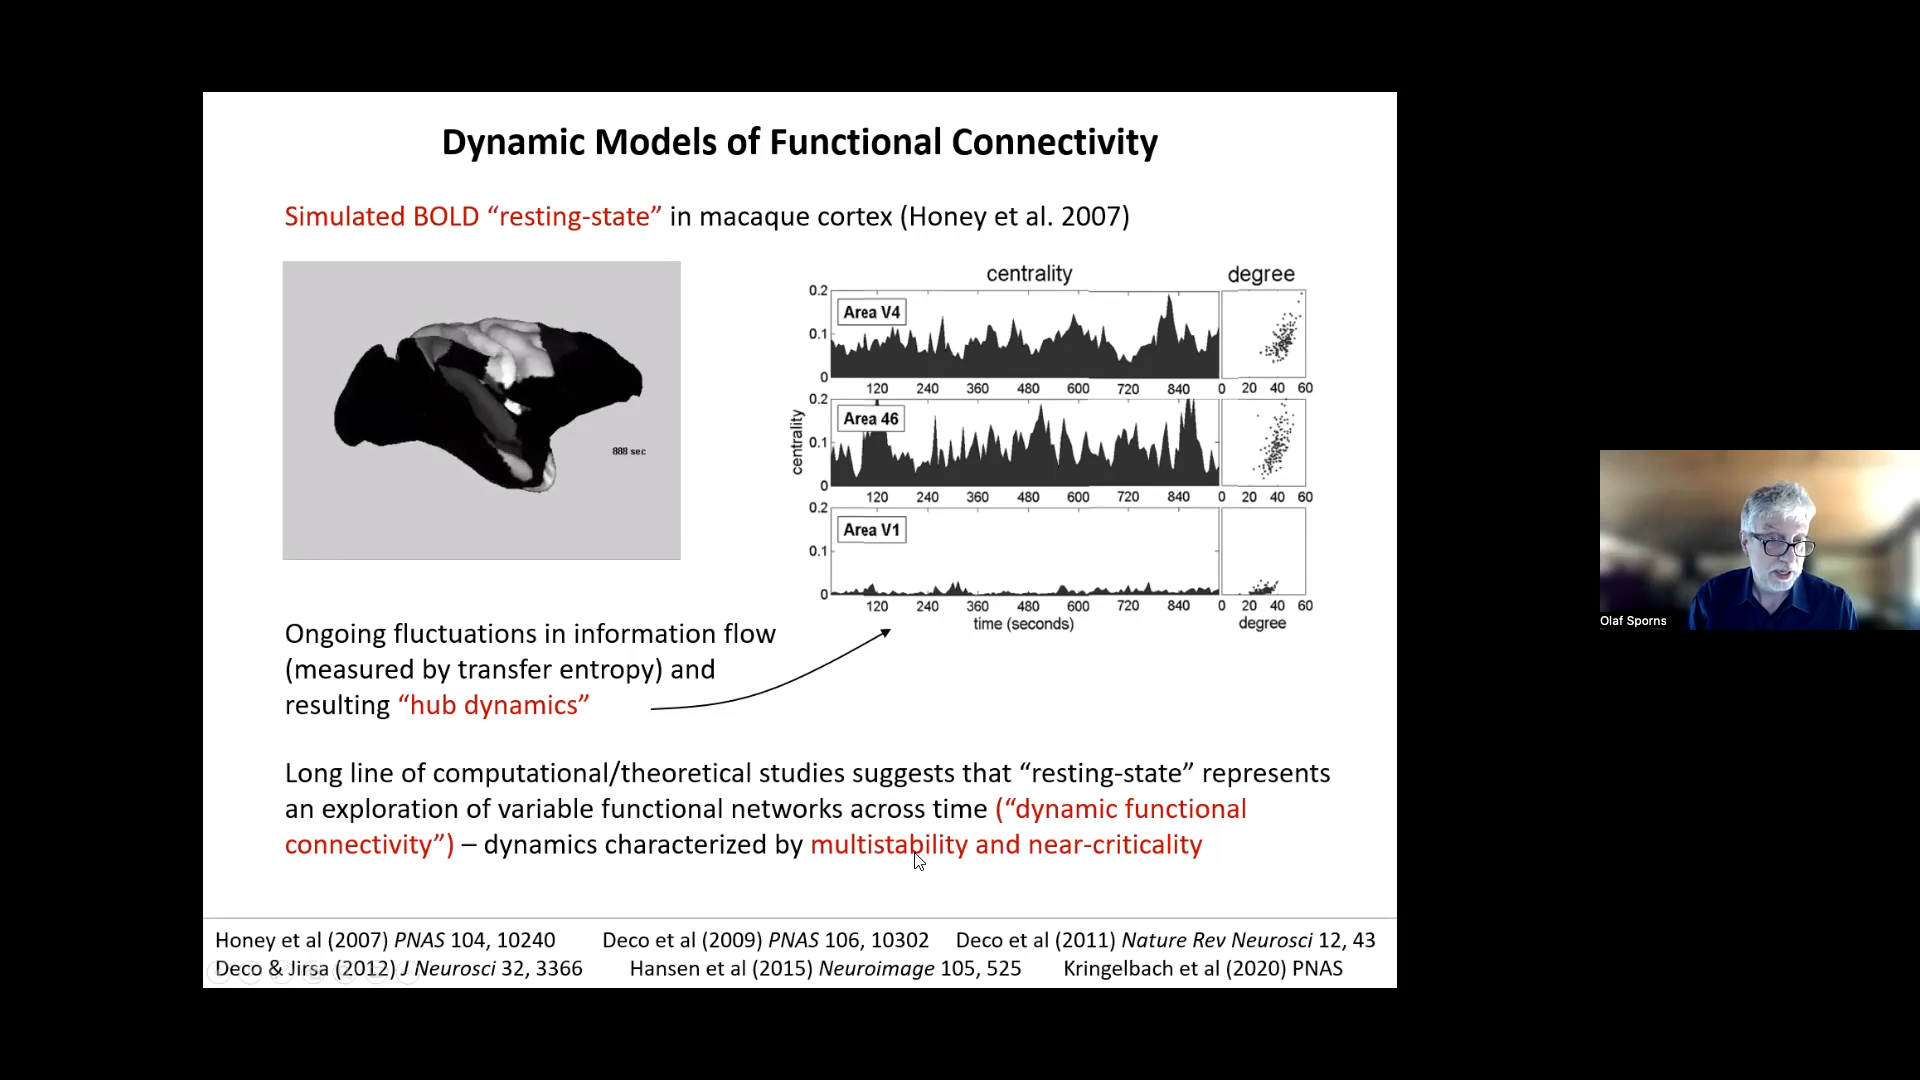 Dynamic Models of Functional Connectivity
Simulated BOLD “resting-state” in macaque cortex (Honey et al. 2007)
888 sec
centrality
degree
0.2
Area V4
0.1
0
120 240 360 480 600 720 840 0 20 40 60
0.2
Area 46
centrality
0.1
0
120 240 360 480 600 720 840 0 20 40 60
0.2
Area V1
0.1
0
120 240 360 480 600 720 840 0 20 40 60
time (seconds)
degree
Ongoing fluctuations in information flow
(measured by transfer entropy) and
resulting “hub dynamics”
Long line of computational/theoretical studies suggests that “resting-state” represents
an exploration of variable functional networks across time (“dynamic functional
connectivity”) – dynamics characterized by multistability and near-criticality
Honey et al (2007) PNAS 104, 10240 Deco et al (2009) PNAS 106, 10302 Deco et al (2011) Nature Rev Neurosci 12, 43
Deco & Jirsa (2012) J Neurosci 32, 3366 Hansen et al (2015) Neuroimage 105, 525 Kringelbach et al (2020) PNAS
Olaf Sporns